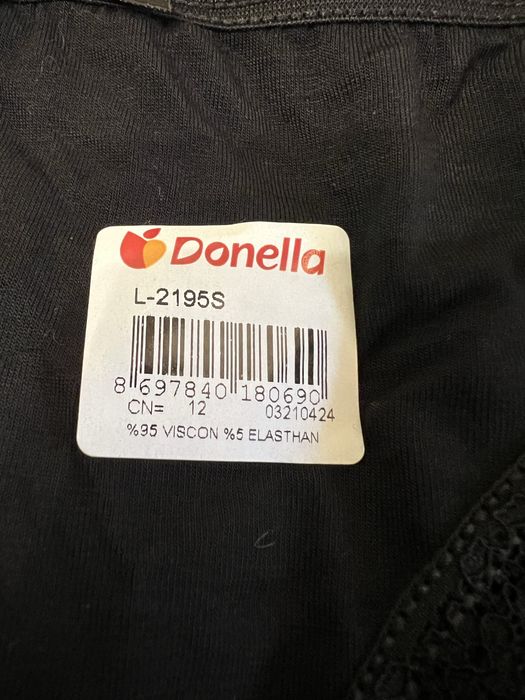 Donella
L-2195S
8 697840 180690
CN= 12 03210424
%95 VISCON %5 ELASTHAN